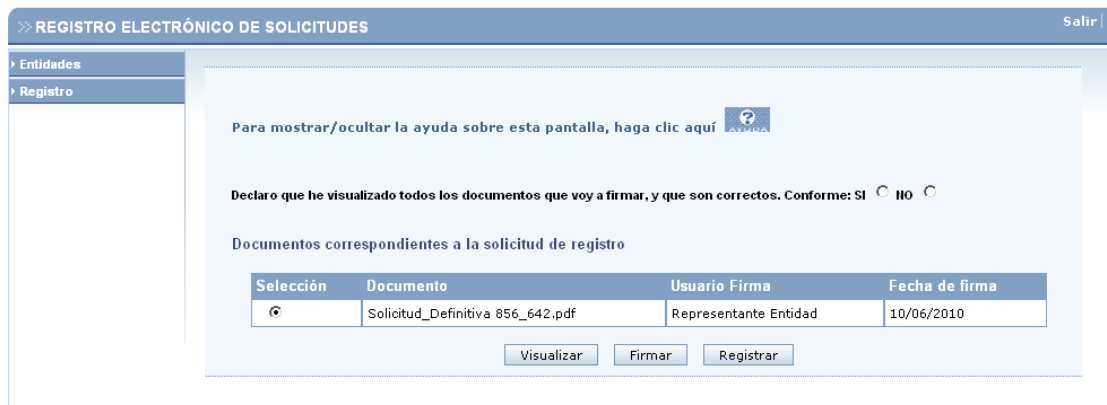 REGISTRO ELECTRÓNICO DE SOLICITUDES
Salir
Entidades
Registro
Para mostrar/ocultar la ayuda sobre esta pantalla, haga clic aquí ? AYUDA
Declaro que he visualizado todos los documentos que voy a firmar, y que son correctos. Conforme: SI NO
Documentos correspondientes a la solicitud de registro
Selección Documento Usuario Firma Fecha de firma
Solicitud_Definitiva 856_642.pdf Representante Entidad 10/06/2010
Visualizar Firmar Registrar